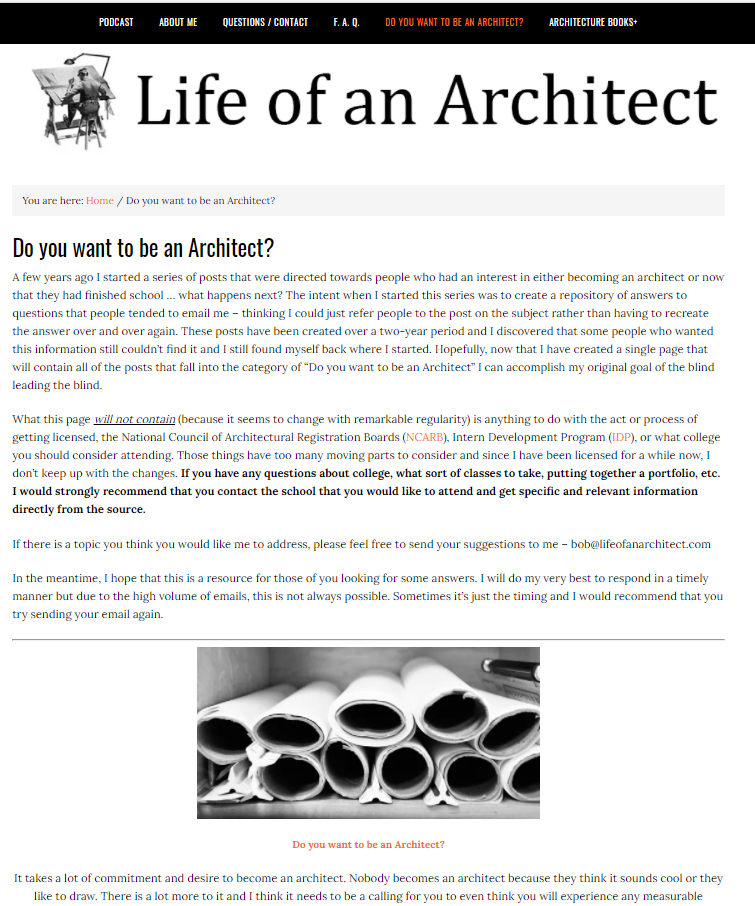 PODCAST ABOUT ME QUESTIONS / CONTACT F. A. Q. DO YOU WANT TO BE AN ARCHITECT? ARCHITECTURE BOOKS+
Life of an Architect
You are here: Home / Do you want to be an Architect?
Do you want to be an Architect?
A few years ago I started a series of posts that were directed towards people who had an interest in either becoming an architect or now
that they had finished school … what happens next? The intent when I started this series was to create a repository of answers to
questions that people tended to email me – thinking I could just refer people to the post on the subject rather than having to recreate
the answer over and over again. These posts have been created over a two-year period and I discovered that some people who wanted
this information still couldn’t find it and I still found myself back where I started. Hopefully, now that I have created a single page that
will contain all of the posts that fall into the category of “Do you want to be an Architect” I can accomplish my original goal of the blind
leading the blind.
What this page will not contain (because it seems to change with remarkable regularity) is anything to do with the act or process of
getting licensed, the National Council of Architectural Registration Boards (NCARB), Intern Development Program (IDP), or what college
you should consider attending. Those things have too many moving parts to consider and since I have been licensed for a while now, I
don’t keep up with the changes. If you have any questions about college, what sort of classes to take, putting together a portfolio, etc.
I would strongly recommend that you contact the school that you would like to attend and get specific and relevant information
directly from the source.
If there is a topic you think you would like me to address, please feel free to send your suggestions to me – bob@lifeofanarchitect.com
In the meantime, I hope that this is a resource for those of you looking for some answers. I will do my very best to respond in a timely
manner but due to the high volume of emails, this is not always possible. Sometimes it’s just the timing and I would recommend that you
try sending your email again.
Do you want to be an Architect?
It takes a lot of commitment and desire to become an architect. Nobody becomes an architect because they think it sounds cool or they
like to draw. There is a lot more to it and I think it needs to be a calling for you to even think you will experience any measurable